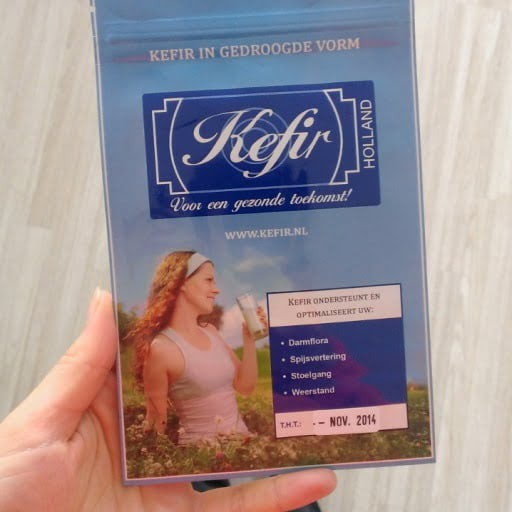 KEFIR IN GEDROOGDE VORM
Kefir
HOLLAND
Voor een gezonde toekomst!
WWW.KEFIR.NL
KEFIR ONDERSTEUNT EN
OPTIMALISEERT UW:
• Darmflora
• Spijsvertering
• Stoelgang
• Weerstand
T.H.T.: - - NOV. 2014